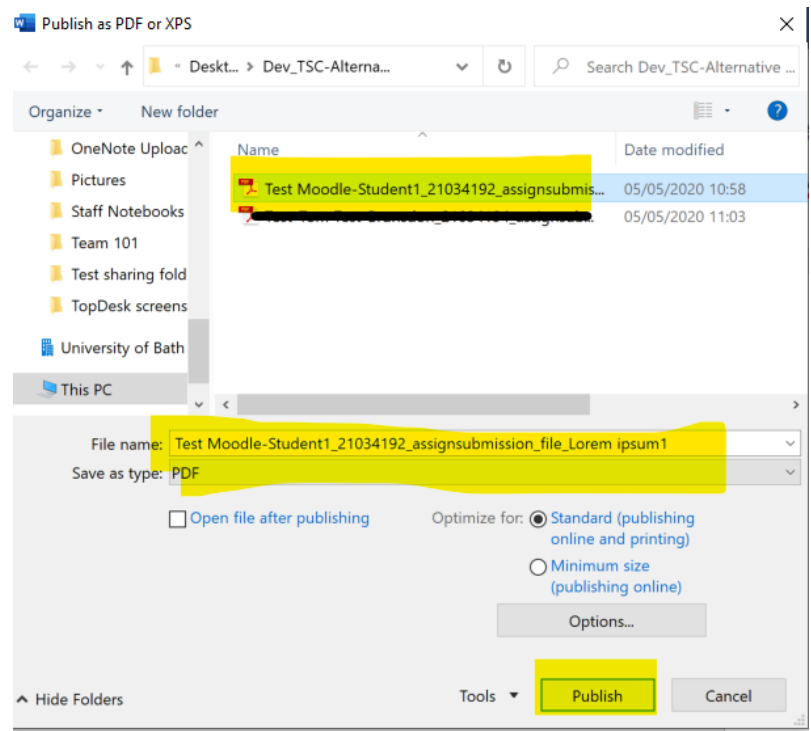 Publish as PDF or XPS
« Deskt... > Dev_TSC-Alterna...
Search Dev_TSC-Alternative ...
Organize
New folder
Name
Date modified
OneNote Uploac
Pictures
Staff Notebooks
Team 101
Test sharing fold
TopDesk screens
University of Bath
This PC
Test Moodle-Student1_21034192_assignsubmis...
05/05/2020 10:58
05/05/2020 11:03
File name: Test Moodle-Student1_21034192_assignsubmission_file_Lorem ipsum1
Save as type: PDF
Open file after publishing
Optimize for:
Standard (publishing
online and printing)
Minimum size
(publishing online)
Options...
Hide Folders
Tools
Publish
Cancel